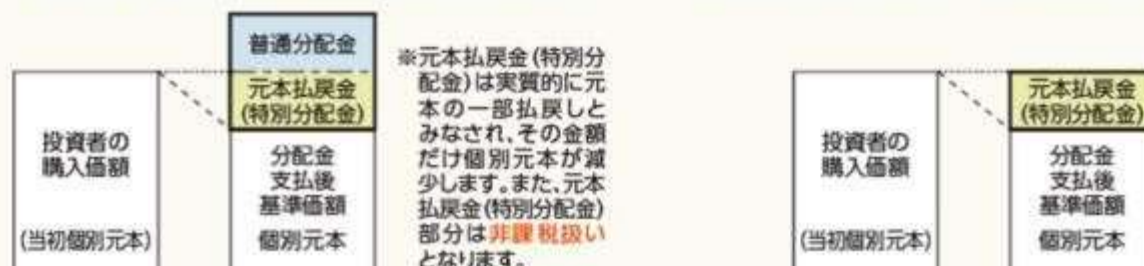 普通分配金
元本払戻金
(特別分配金)
投資者の
購入価額
(当初個別元本)
分配金
支払後
基準価額
個別元本
※元本払戻金(特別分
配金)は実質的に元
本の一部払戻しと
みなされ、その金額
だけ個別元本が減
少します。また、元本
払戻金(特別分配金)
部分は非課税扱い
となります。
投資者の
購入価額
(当初個別元本)
元本払戻金
(特別分配金)
分配金
支払後
基準価額
個別元本